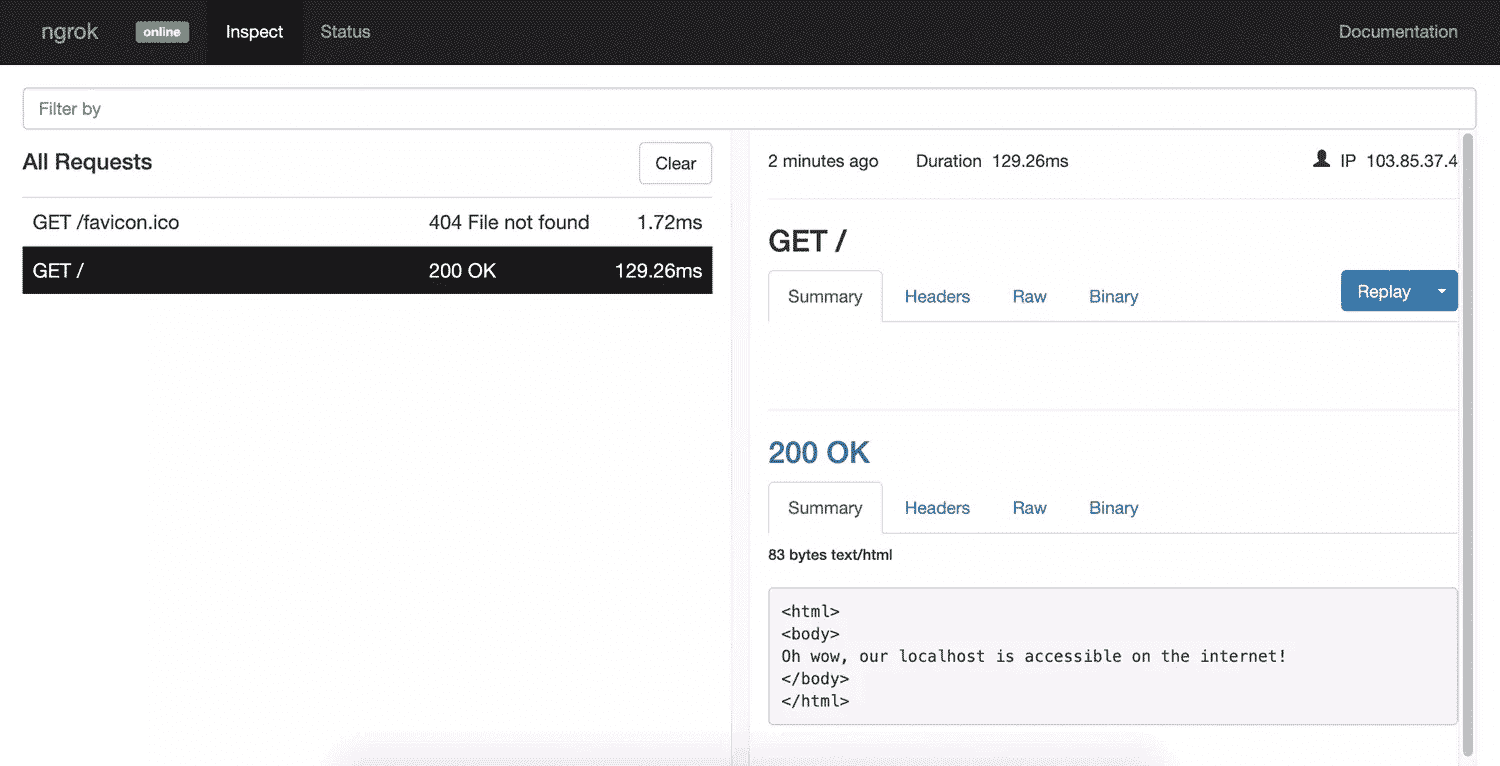 ngrok online Inspect Status Documentation
Filter by
All Requests Clear
GET /favicon.ico 404 File not found 1.72ms
GET / 200 OK 129.26ms
2 minutes ago Duration 129.26ms IP 103.85.37.4
GET /
Summary Headers Raw Binary Replay
200 OK
Summary Headers Raw Binary
83 bytes text/html
<html>
<body>
Oh wow, our localhost is accessible on the internet!
</body>
</html>